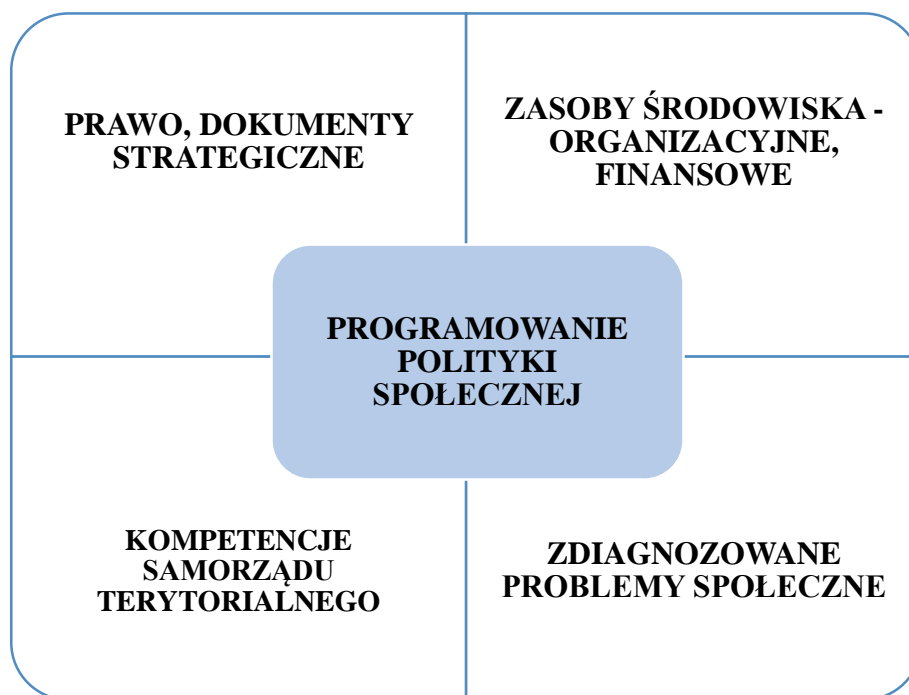 PRAWO, DOKUMENTY
STRATEGICZNE
ZASOBY ŚRODOWISKA -
ORGANIZACYJNE,
FINANSOWE
PROGRAMOWANIE
POLITYKI
SPOŁECZNEJ
KOMPETENCJE
SAMORZĄDU
TERYTORIALNEGO
ZDIAGNOZOWANE
PROBLEMY SPOŁECZNE